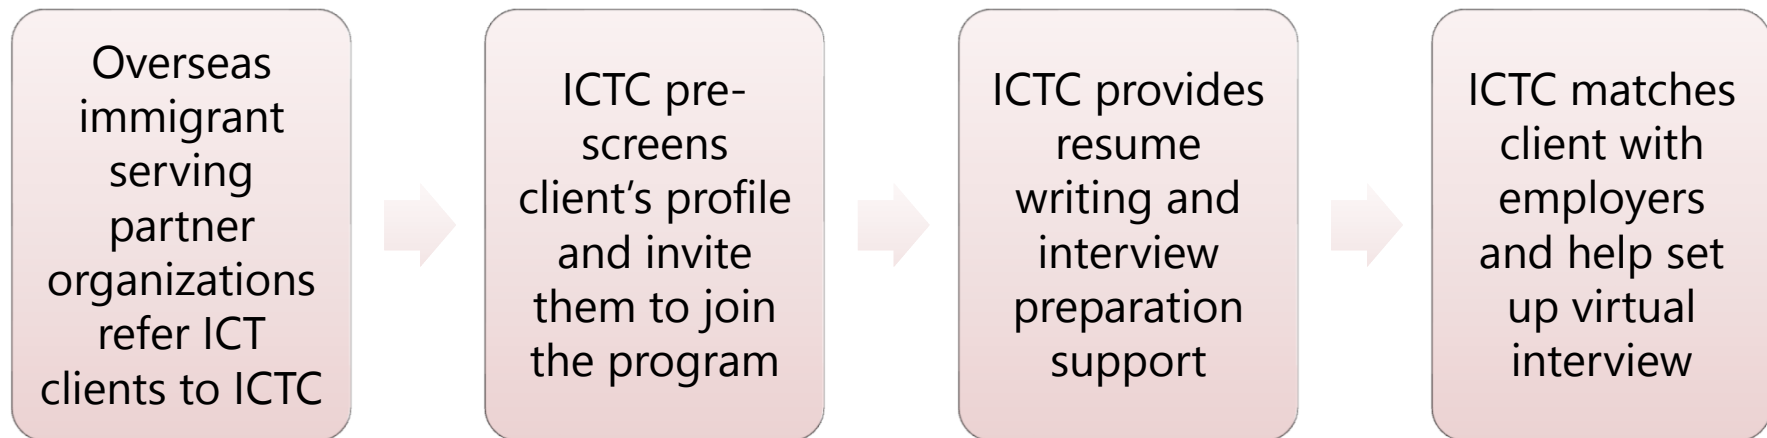 Overseas
immigrant
serving
partner
organizations
refer ICT
clients to ICTC
ICTC pre-
screens
client’s profile
and invite
them to join
the program
ICTC provides
resume
writing and
interview
preparation
support
ICTC matches
client with
employers
and help set
up virtual
interview